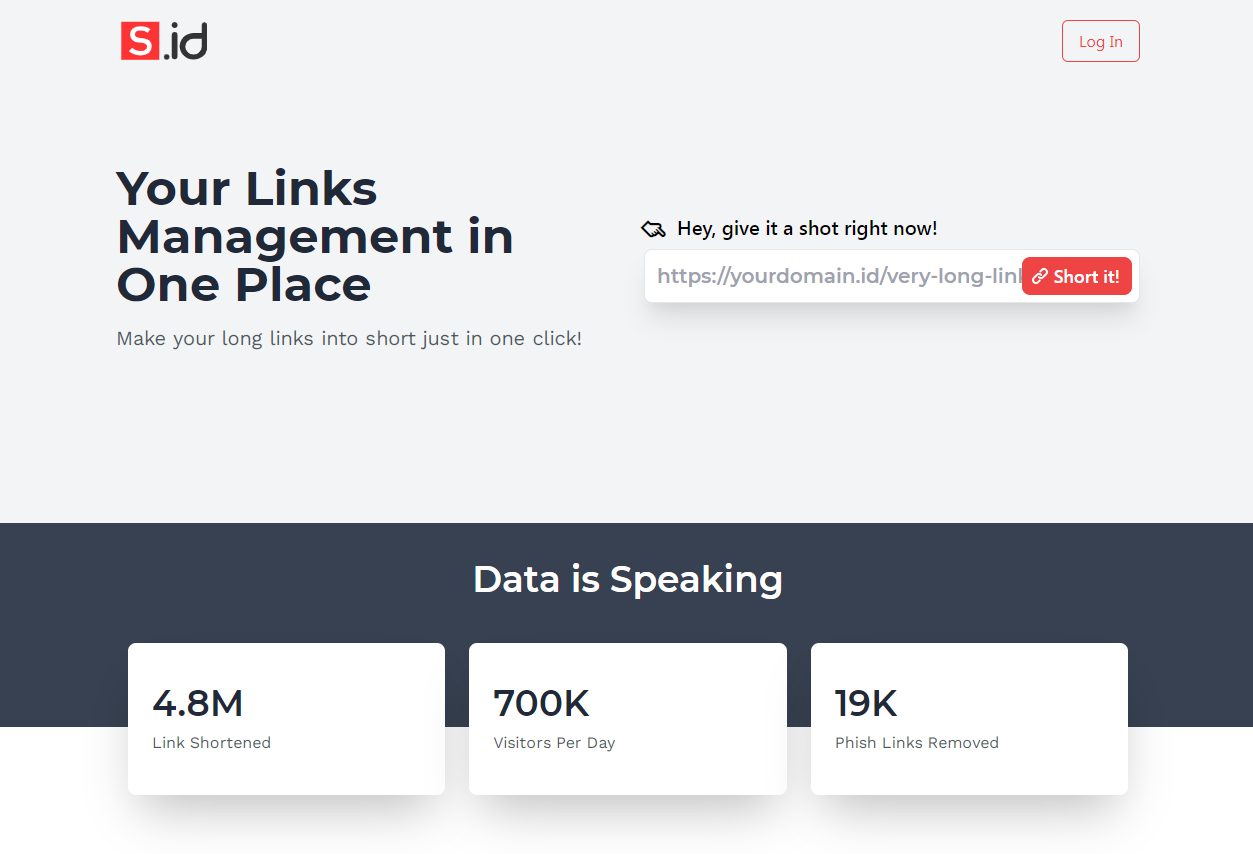 S.id
Log In
Your Links
Management in
One Place
Make your long links into short just in one click!
Hey, give it a shot right now!
https://yourdomain.id/very-long-lin
Short it!
Data is Speaking
4.8M
Link Shortened
700K
Visitors Per Day
19K
Phish Links Removed